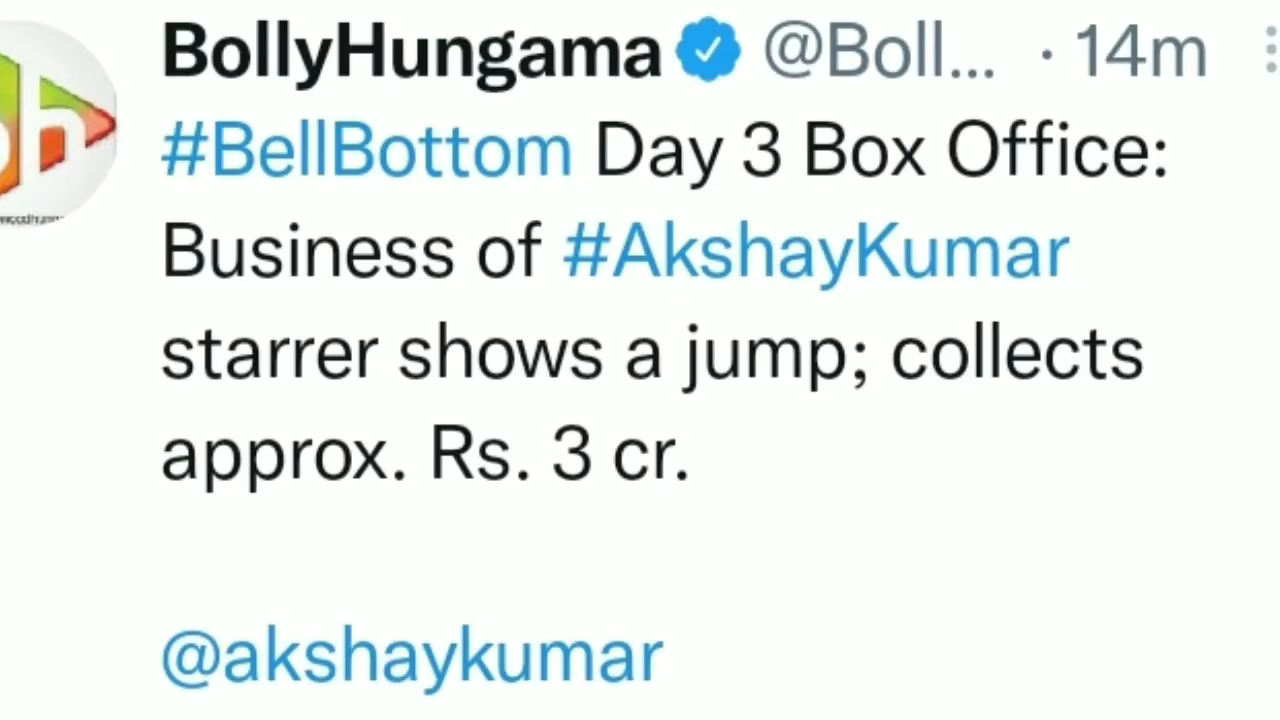 BollyHungama @Boll... · 14m
#BellBottom Day 3 Box Office:
Business of #AkshayKumar
starrer shows a jump; collects
approx. Rs. 3 cr.
@akshaykumar